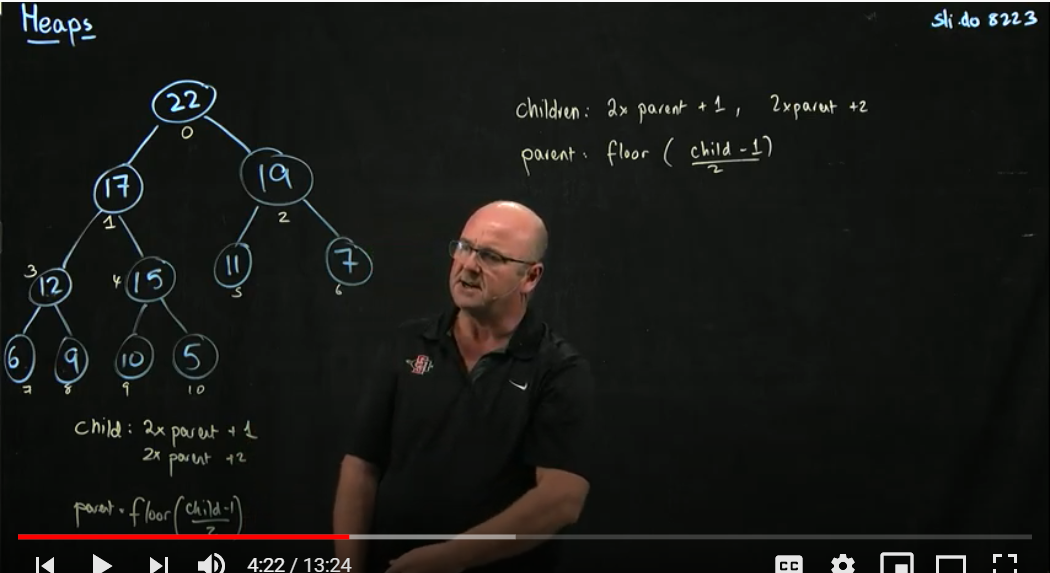 Heaps
sli.do 8223
22
0
children: 2x parent + 1, 2xparent +2
parent: floor ( child - 1 / 2 )
17
1
19
2
3
12
4
15
11
5
7
6
6
7
9
8
10
9
5
10
child: 2x parent + 1
2x parent +2
parent = floor ( child-1 / 2 )
4:22 / 13:24
CC